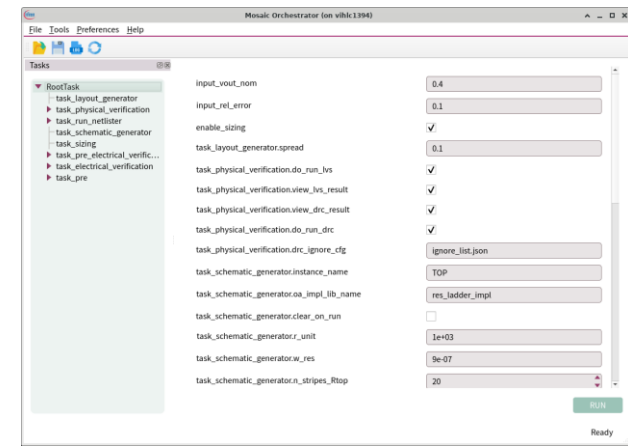 Mosaic Orchestrator (on vihlc1394)
File Tools Preferences Help
Tasks
RootTask
task_layout_generator
task_physical_verification
task_run_netlister
task_schematic_generator
task_sizing
task_pre_electrical_verific...
task_electrical_verification
task_pre
input_vout_nom 0.4
input_rel_error 0.1
enable_sizing
task_layout_generator.spread 0.1
task_physical_verification.do_run_lvs
task_physical_verification.view_lvs_result
task_physical_verification.view_drc_result
task_physical_verification.do_run_drc
task_physical_verification.drc_ignore_cfg ignore_list.json
task_schematic_generator.instance_name TOP
task_schematic_generator.oa_impl_lib_name res_ladder_impl
task_schematic_generator.clear_on_run
task_schematic_generator.r_unit 1e+03
task_schematic_generator.w_res 9e-07
task_schematic_generator.n_stripes_Rtop 20
RUN
Ready